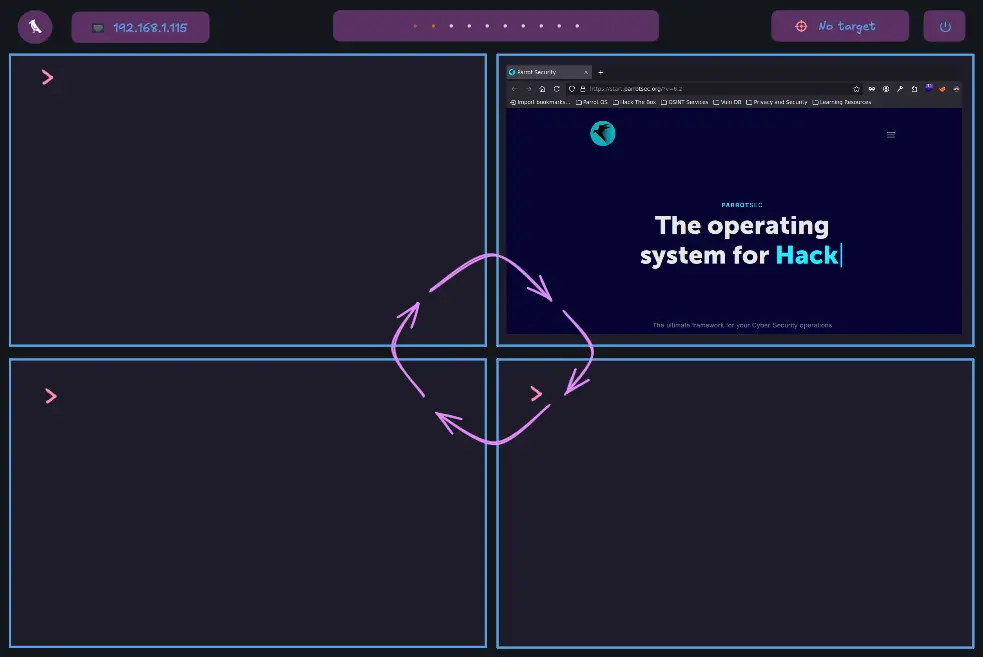 192.168.1.115
No target
>
Parrot Security × +
https://start.parrotsec.org/?v=6.2
Import bookmarks... Parrot OS Hack The Box OSINT Services Vuln DB Privacy and Security Learning Resources
PARROTSEC
The operating
system for Hack
The ultimate framework for your Cyber Security operations
>
>